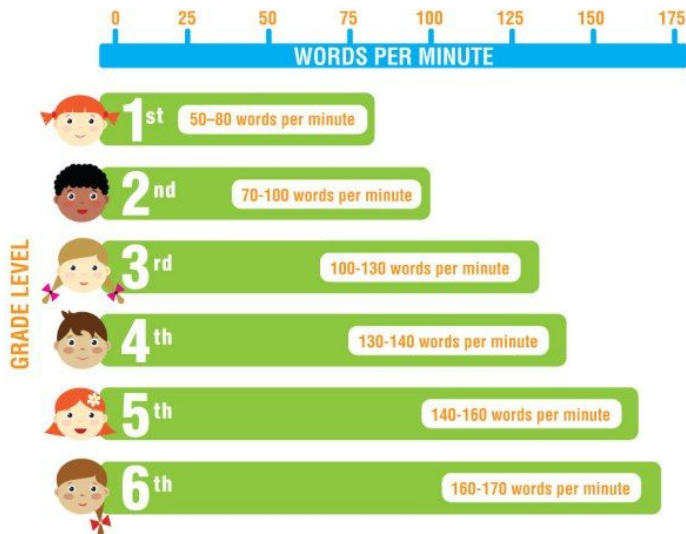 0 25 50 75 100 125 150 175
WORDS PER MINUTE
GRADE LEVEL
1st 50–80 words per minute
2nd 70-100 words per minute
3rd 100-130 words per minute
4th 130-140 words per minute
5th 140-160 words per minute
6th 160-170 words per minute